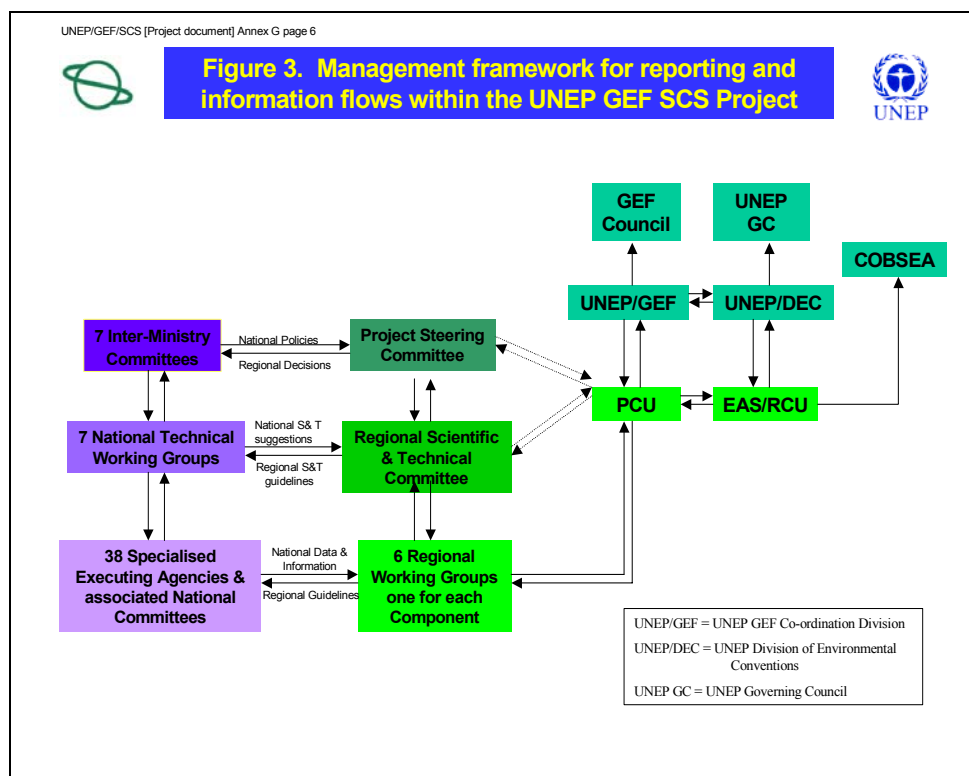 UNEP/GEF/SCS [Project document] Annex G page 6
Figure 3. Management framework for reporting and
information flows within the UNEP GEF SCS Project
UNEP
GEF
Council
UNEP
GC
COBSEA
UNEP/GEF
UNEP/DEC
7 Inter-Ministry
Committees
National Policies
Regional Decisions
Project Steering
Committee
PCU
EAS/RCU
7 National Technical
Working Groups
National S& T
suggestions
Regional S&T
guidelines
Regional Scientific
& Technical
Committee
38 Specialised
Executing Agencies &
associated National
Committees
National Data &
Information
Regional Guidelines
6 Regional
Working Groups
one for each
Component
UNEP/GEF = UNEP GEF Co-ordination Division
UNEP/DEC = UNEP Division of Environmental
Conventions
UNEP GC = UNEP Governing Council